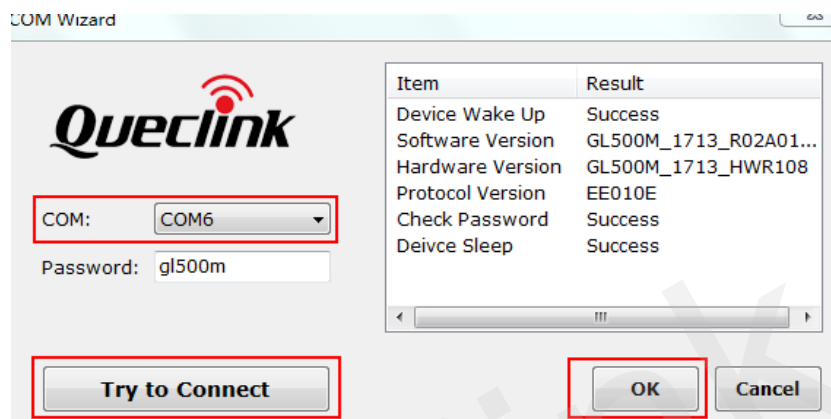 COM Wizard
Queclink
Item Result
Device Wake Up Success
Software Version GL500M_1713_R02A01...
Hardware Version GL500M_1713_HWR108
Protocol Version EE010E
Check Password Success
Deivce Sleep Success
COM: COM6
Password: gl500m
Try to Connect
OK
Cancel